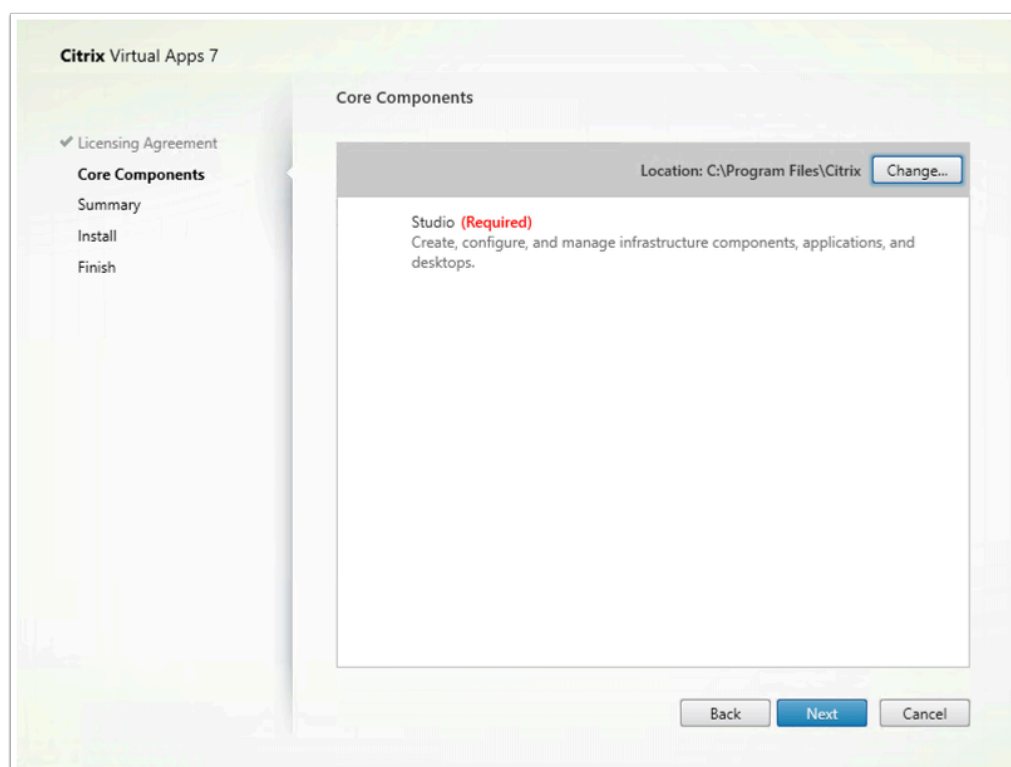 Citrix Virtual Apps 7
Core Components
Licensing Agreement
Core Components
Summary
Install
Finish
Location: C:\Program Files\Citrix
Change...
Studio (Required)
Create, configure, and manage infrastructure components, applications, and
desktops.
Back
Next
Cancel